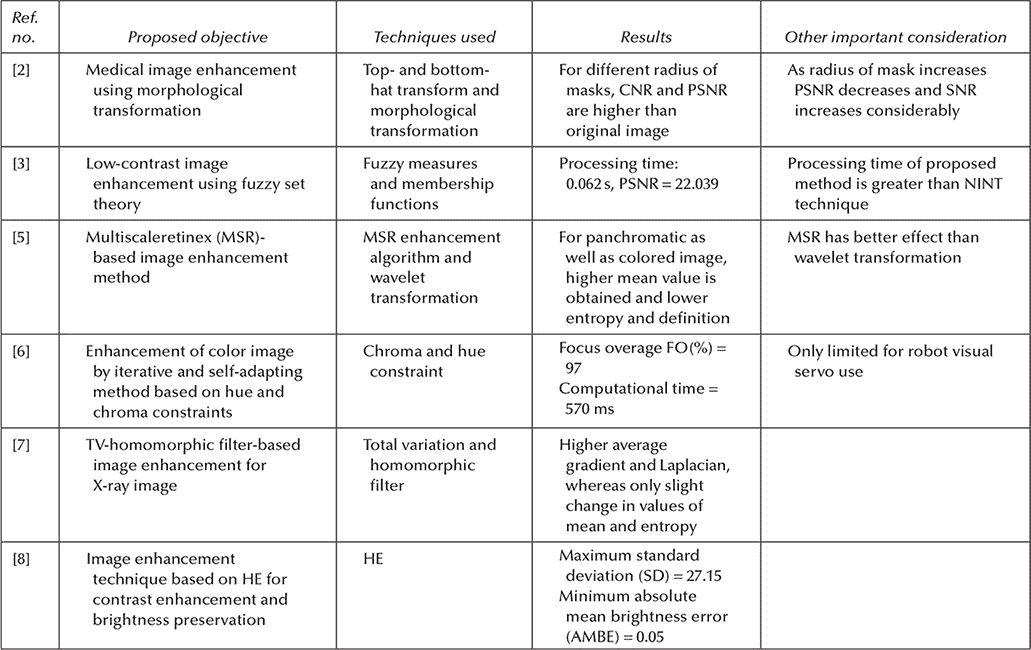 Ref. no.
Proposed objective
Techniques used
Results
Other important consideration
[2]
Medical image enhancement
using morphological
transformation
Top- and bottom-
hat transform and
morphological
transformation
For different radius of
masks, CNR and PSNR
are higher than
original image
As radius of mask increases
PSNR decreases and SNR
increases considerably
[3]
Low-contrast image
enhancement using fuzzy set
theory
Fuzzy measures
and membership
functions
Processing time:
0.062 s, PSNR = 22.039
Processing time of proposed
method is greater than NINT
technique
[5]
Multiscaleretinex (MSR)-
based image enhancement
method
MSR enhancement
algorithm and
wavelet
transformation
For panchromatic as
well as colored image,
higher mean value is
obtained and lower
entropy and definition
MSR has better effect than
wavelet transformation
[6]
Enhancement of color image
by iterative and self-adapting
method based on hue and
chroma constraints
Chroma and hue
constraint
Focus overage FO(%) =
97
Computational time =
570 ms
Only limited for robot visual
servo use
[7]
TV-homomorphic filter-based
image enhancement for
X-ray image
Total variation and
homomorphic
filter
Higher average
gradient and Laplacian,
whereas only slight
change in values of
mean and entropy
[8]
Image enhancement
technique based on HE for
contrast enhancement and
brightness preservation
HE
Maximum standard
deviation (SD) = 27.15
Minimum absolute
mean brightness error
(AMBE) = 0.05